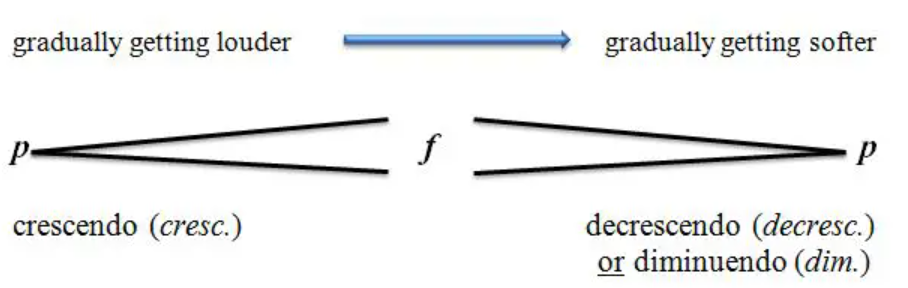 gradually getting louder gradually getting softer
p f p
crescendo (cresc.) decrescendo (decresc.)
or diminuendo (dim.)